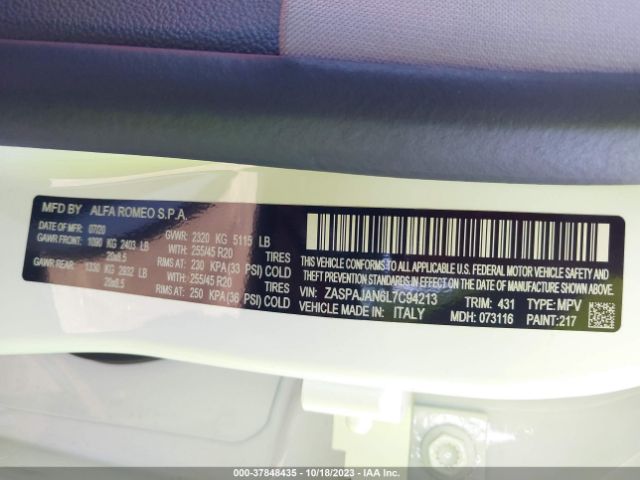 MFD BY ALFA ROMEO S.P.A.
DATE OF MFR: 07/20 GVWR: 2320 KG 5115 LB
GAWR FRONT: 1090 KG 2403 LB WITH: 255/45 R20 TIRES
20x8.5 RIMS AT: 230 KPA (33 PSI) COLD
GAWR REAR: 1330 KG 2932 LB WITH: 255/45 R20 TIRES
20x8.5 RIMS AT: 250 KPA (36 PSI) COLD
THIS VEHICLE CONFORMS TO ALL APPLICABLE U.S. FEDERAL MOTOR VEHICLE SAFETY AND
THEFT PREVENTION STANDARDS IN EFFECT ON THE DATE OF MANUFACTURE SHOWN ABOVE
VIN: ZASPAJAN6L7C94213 TRIM: 431 TYPE: MPV
VEHICLE MADE IN: ITALY MDH: 073116 PAINT: 217
000-37848435 - 10/18/2023 - IAA Inc.